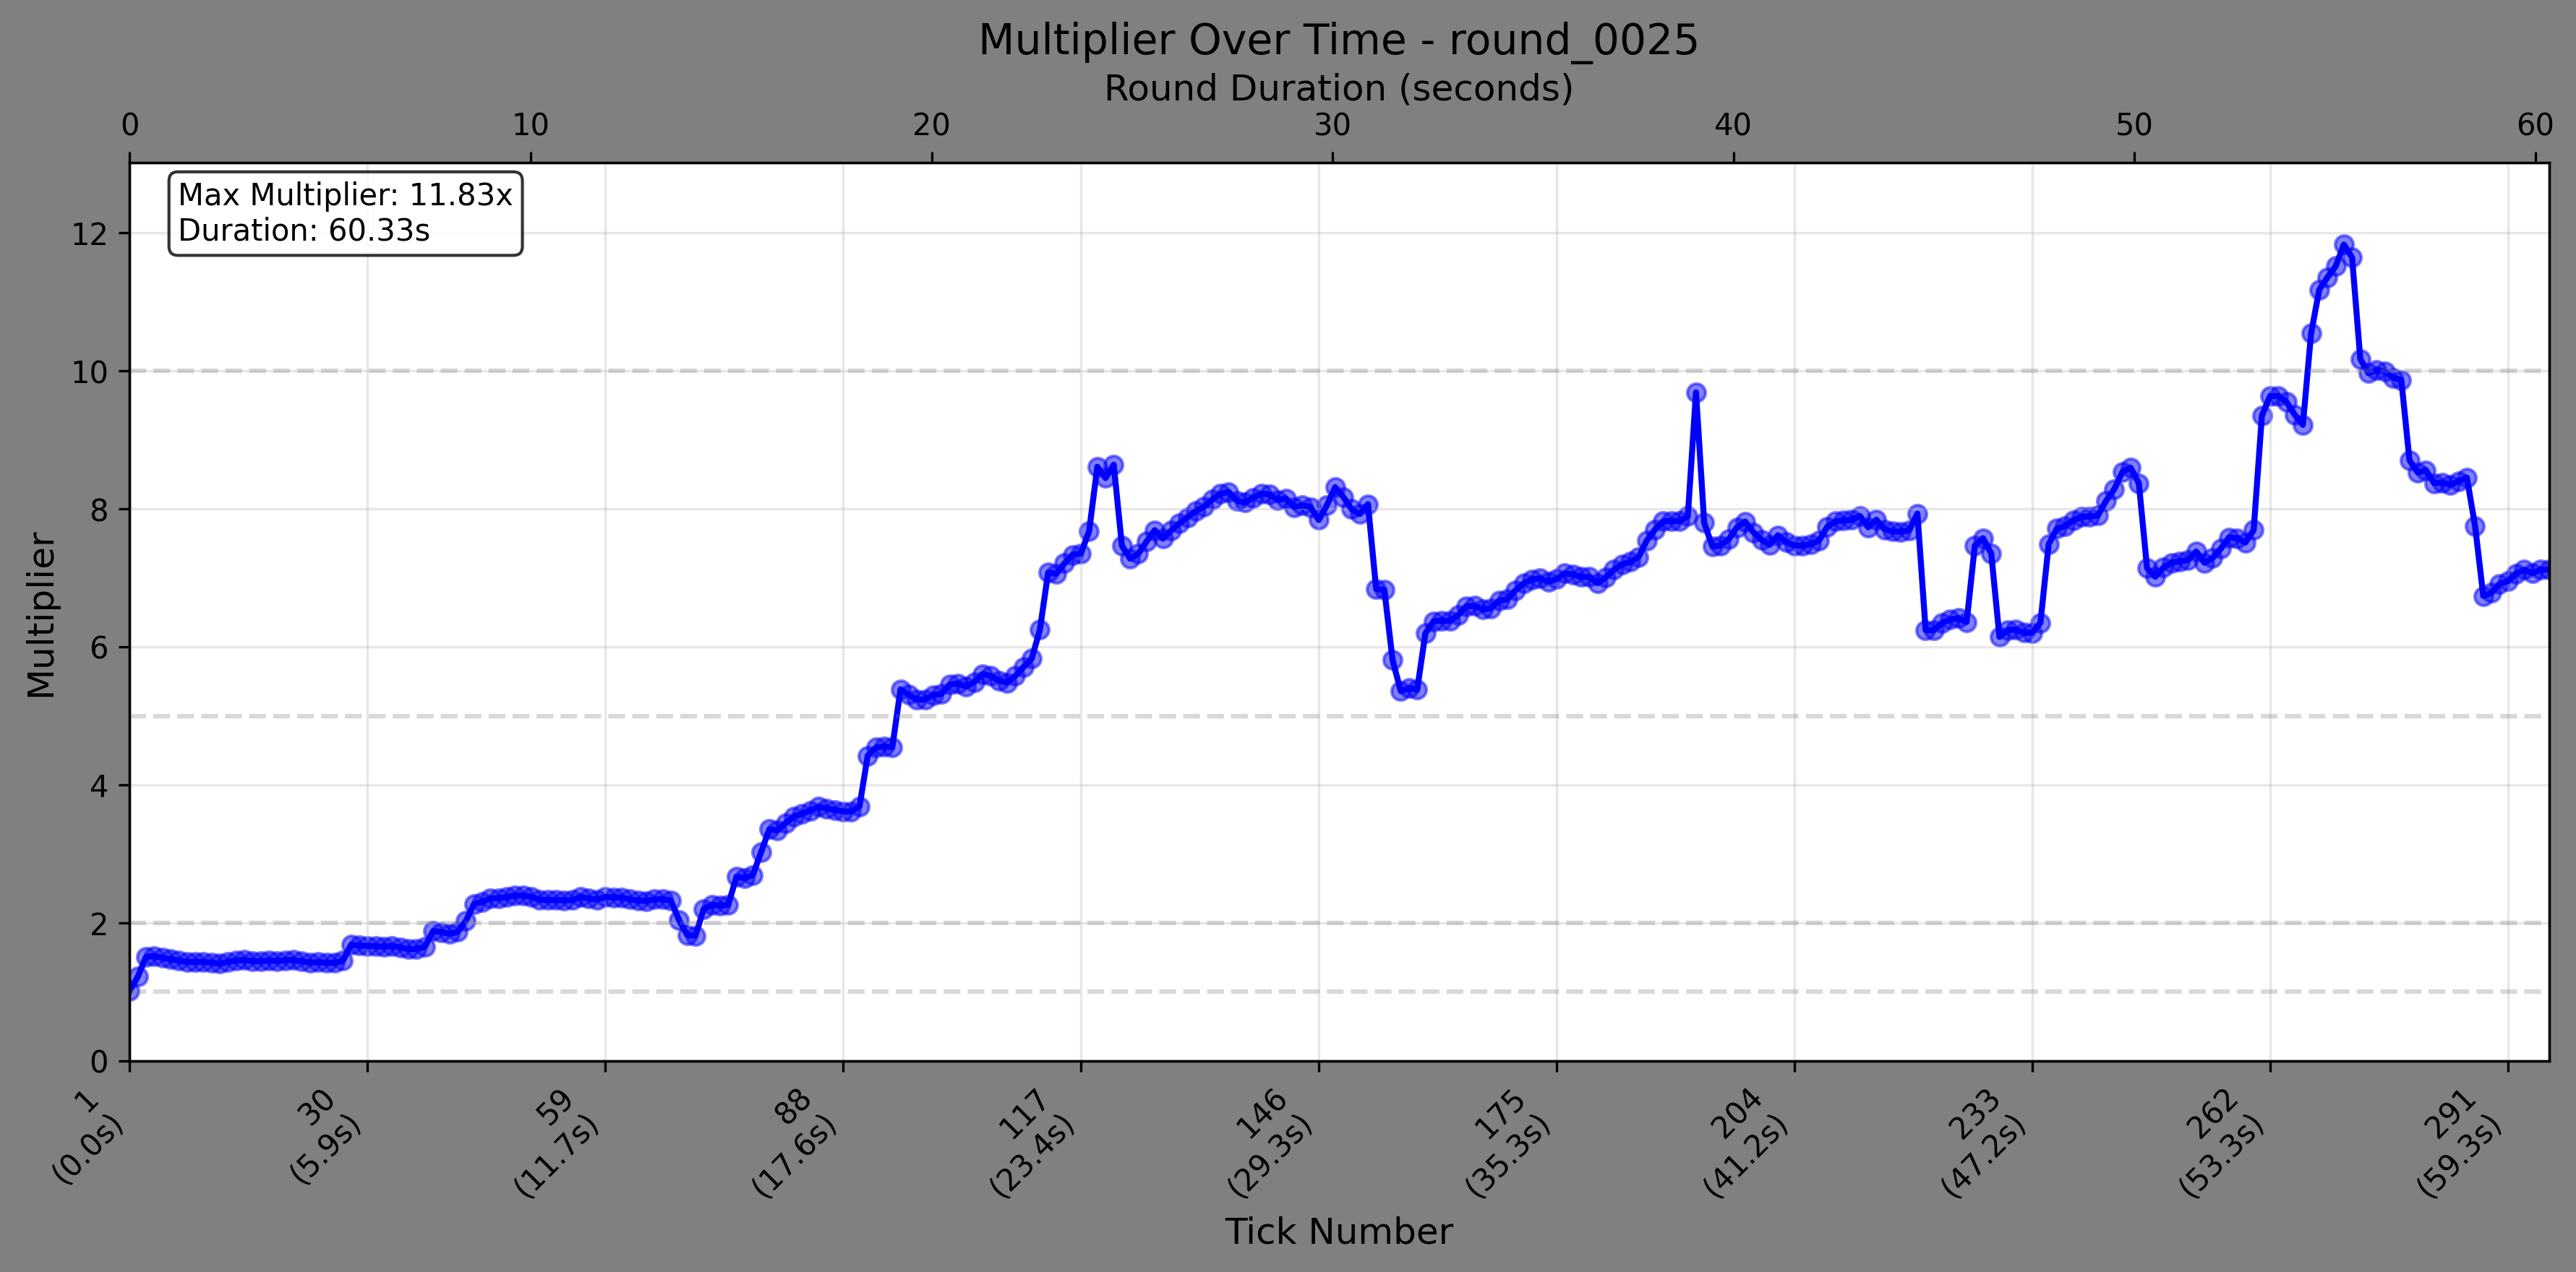 Multiplier Over Time - round_0025
Round Duration (seconds)
0 10 20 30 40 50 60
Max Multiplier: 11.83x
Duration: 60.33s
Multiplier
12
10
8
6
4
2
0
1
(0.0s)
30
(5.9s)
59
(11.7s)
88
(17.6s)
117
(23.4s)
146
(29.3s)
175
(35.3s)
204
(41.2s)
233
(47.2s)
262
(53.3s)
291
(59.3s)
Tick Number